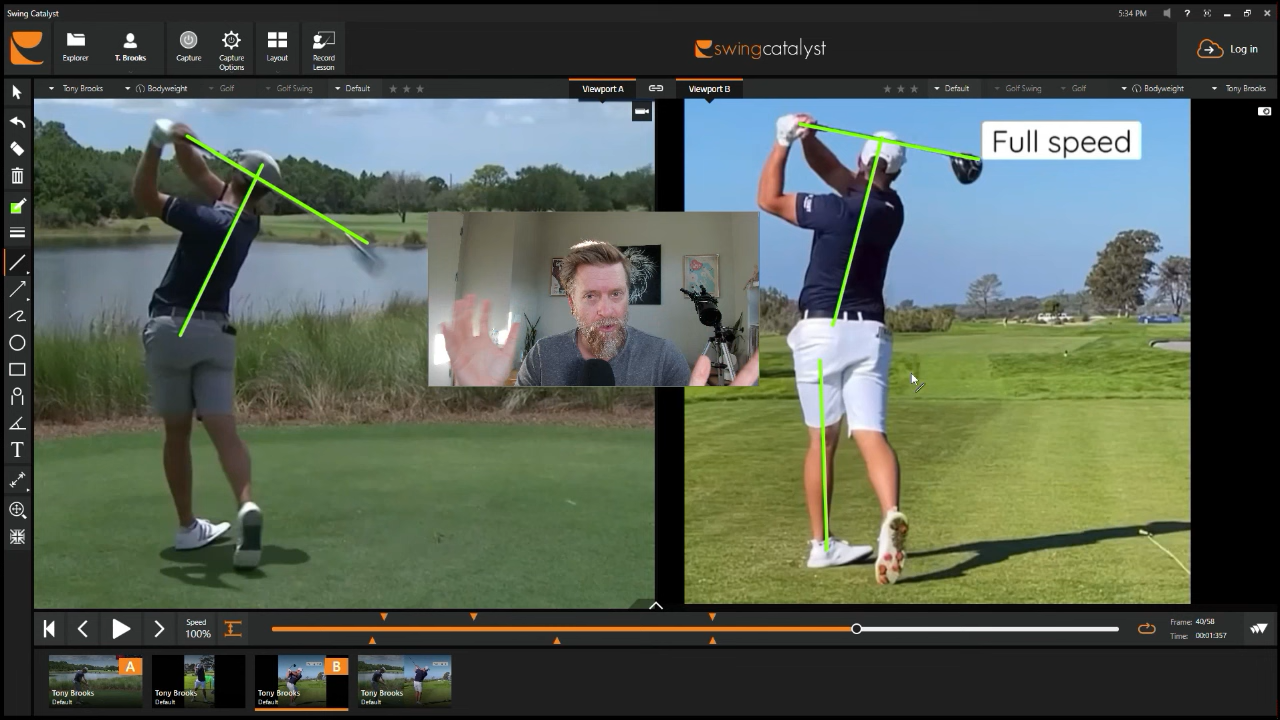 Swing Catalyst
5:34 PM
?
Explorer
T. Brooks
Capture
Capture
Options
Layout
Record
Lesson
swingcatalyst
Log in
Tony Brooks
Bodyweight
Golf
Golf Swing
Default
Viewport A
Viewport B
Default
Golf Swing
Golf
Bodyweight
Tony Brooks
Full speed
T
Speed
100%
Frame: 40/58
Time: 00:01:357
A
Tony Brooks
Default
Tony Brooks
Default
B
Tony Brooks
Default
Tony Brooks
Default